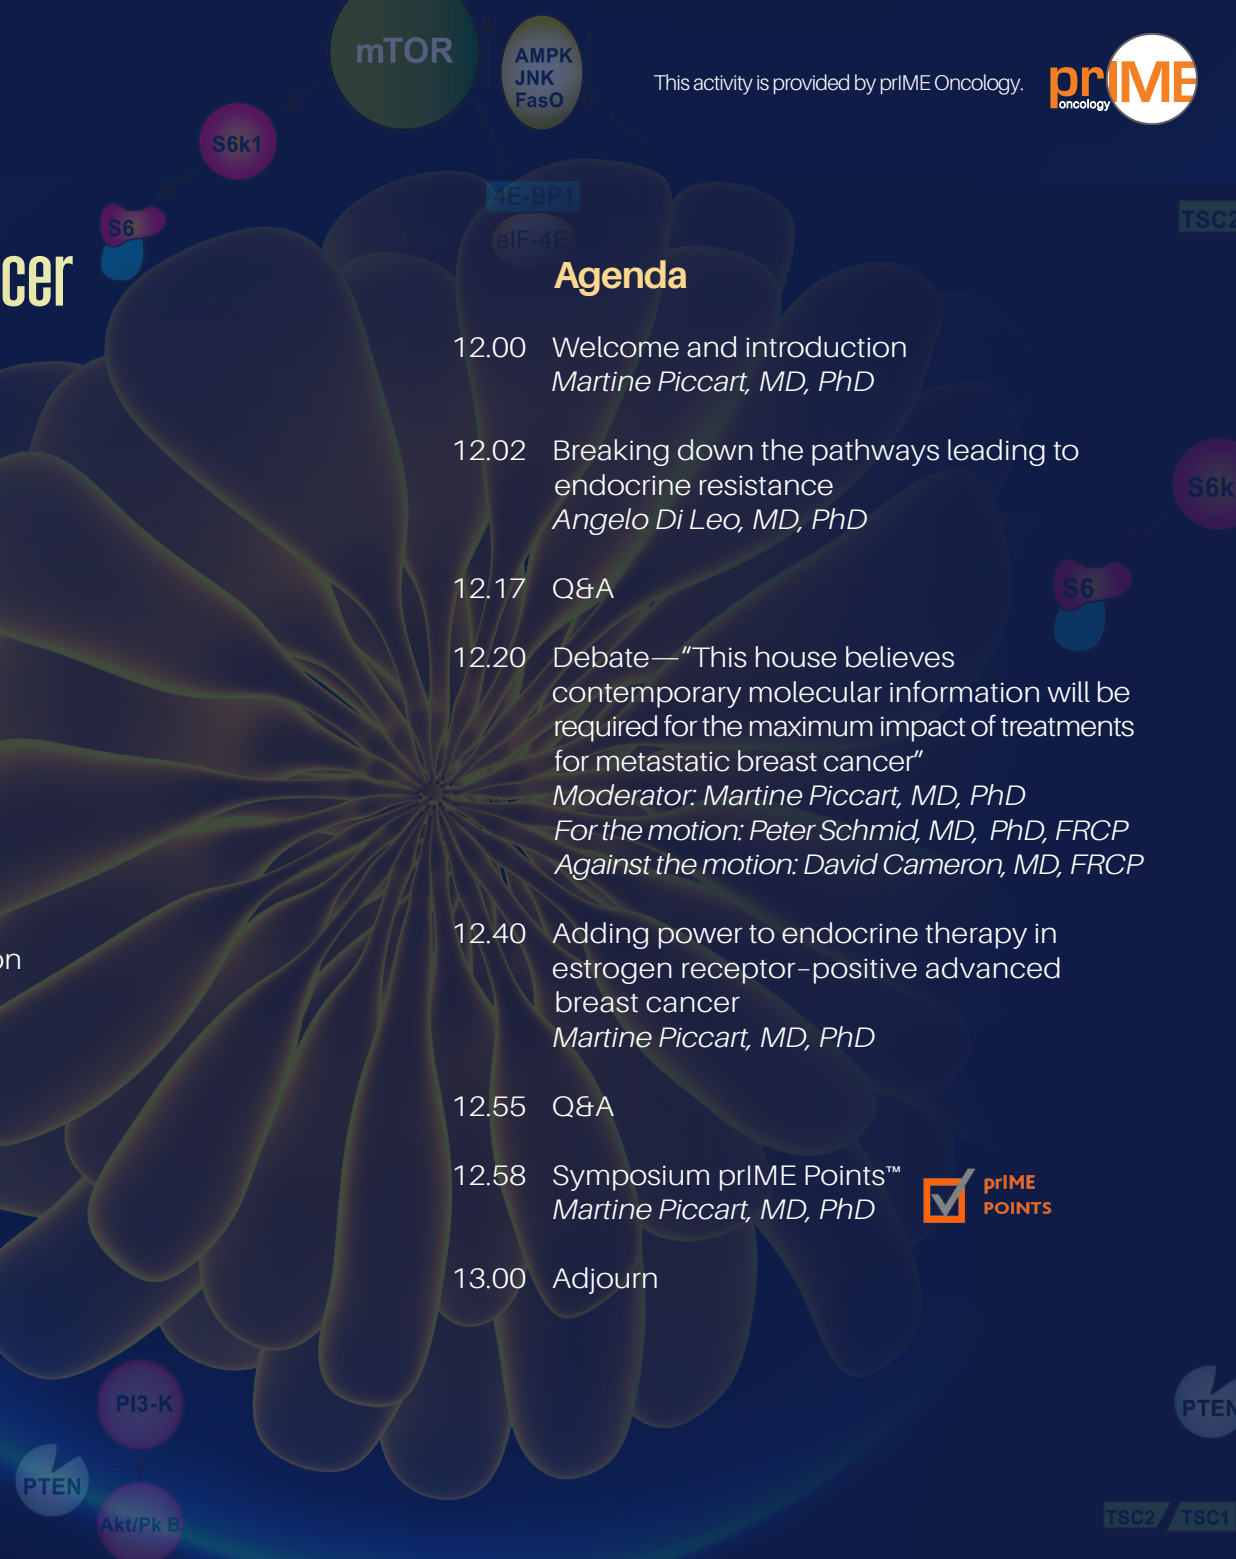 mTOR
AMPK
JNK
FasO
This activity is provided by prIME Oncology.
prIME
oncology
S6k1
4E-BP1
TSC2
S6
eIF-4E
cer
Agenda
12.00 Welcome and introduction
Martine Piccart, MD, PhD
12.02 Breaking down the pathways leading to
endocrine resistance
Angelo Di Leo, MD, PhD
S6k
12.17 Q&A
S6
12.20 Debate—“This house believes
contemporary molecular information will be
required for the maximum impact of treatments
for metastatic breast cancer”
Moderator: Martine Piccart, MD, PhD
For the motion: Peter Schmid, MD, PhD, FRCP
Against the motion: David Cameron, MD, FRCP
12.40 Adding power to endocrine therapy in
on
estrogen receptor–positive advanced
breast cancer
Martine Piccart, MD, PhD
12.55 Q&A
12.58 Symposium prIME Points™
Martine Piccart, MD, PhD
prIME
POINTS
13.00 Adjourn
PI3-K
PTEN
PTEN
Akt/Pk B
TSC2 TSC1